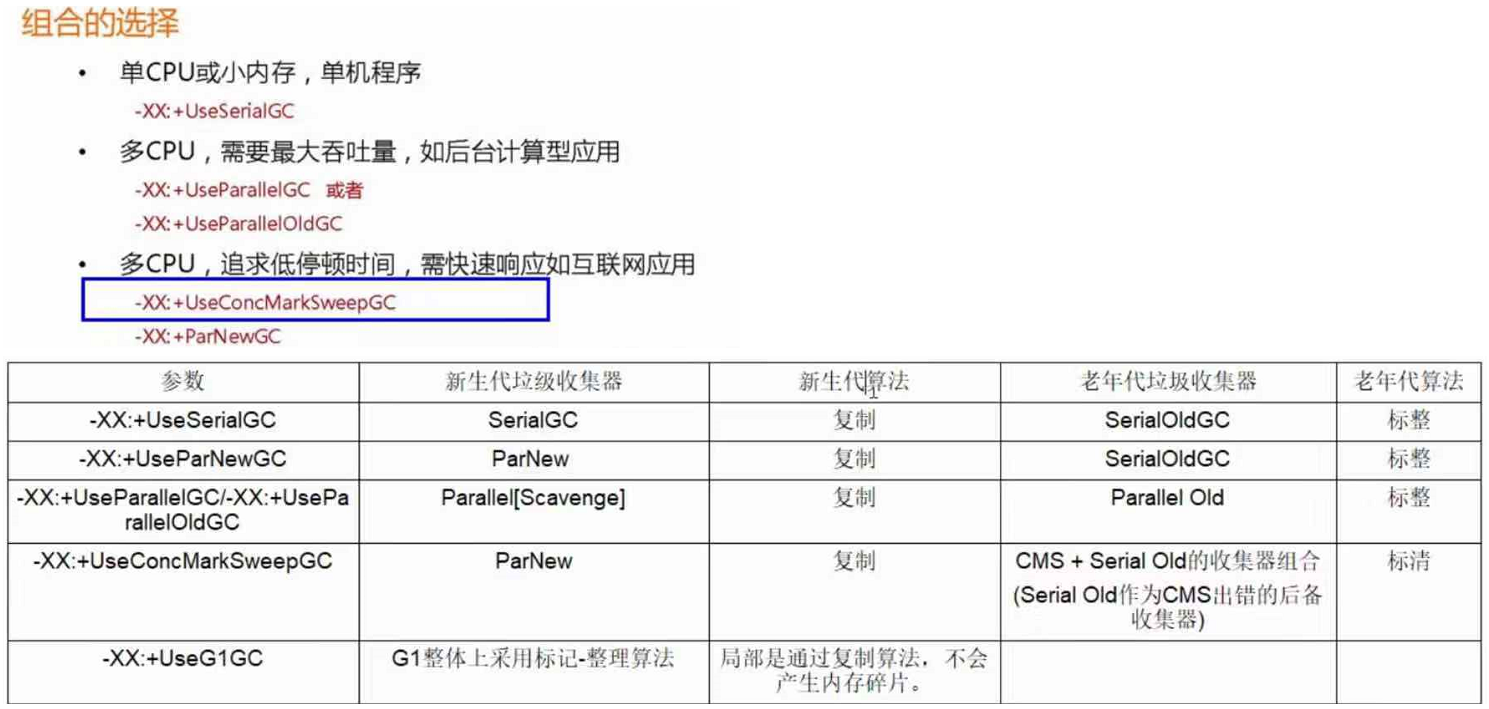 组合的选择
• 单CPU或小内存，单机程序
-XX:+UseSerialGC
• 多CPU，需要最大吞吐量，如后台计算型应用
-XX:+UseParallelGC 或者
-XX:+UseParallelOldGC
• 多CPU，追求低停顿时间，需快速响应如互联网应用
-XX:+UseConcMarkSweepGC
-XX:+ParNewGC
参数 新生代垃级收集器 新生代算法 老年代垃圾收集器 老年代算法
-XX:+UseSerialGC SerialGC 复制 SerialOldGC 标整
-XX:+UseParNewGC ParNew 复制 SerialOldGC 标整
-XX:+UseParallelGC/-XX:+UsePa Parallel[Scavenge] 复制 Parallel Old 标整
rallelOldGC
-XX:+UseConcMarkSweepGC ParNew 复制 CMS + Serial Old的收集器组合 标清
(Serial Old作为CMS出错的后备
收集器)
-XX:+UseG1GC G1整体上采用标记-整理算法 局部是通过复制算法，不会
产生内存碎片。